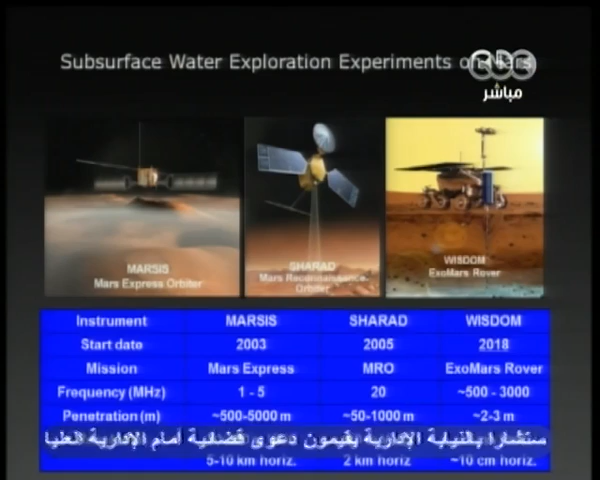 Subsurface Water Exploration Experiments on Mars
CBC
مباشر
MARSIS
Mars Express Orbiter
SHARAD
Mars Reconnaissance
Orbiter
WISDOM
ExoMars Rover
Instrument MARSIS SHARAD WISDOM
Start date 2003 2005 2018
Mission Mars Express MRO ExoMars Rover
Frequency (MHz) 1 - 5 20 ~500 - 3000
Penetration (m) ~500-5000 m ~50-1000 m ~2-3 m
مستشارا بالنيابة الإدارية يقيمون دعوى قضائية أمام الإدارية العليا
5-10 km horiz. 2 km horiz. ~10 cm horiz.